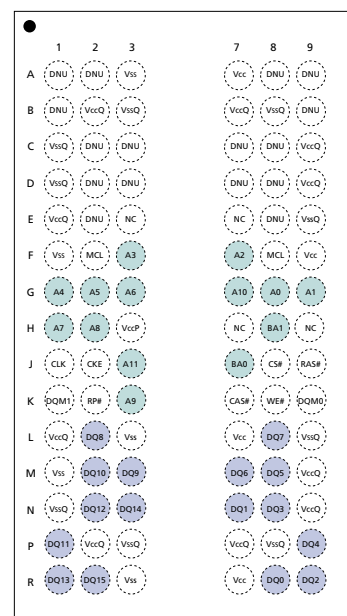 1 2 3 7 8 9
A DNU DNU Vss Vcc DNU DNU
B DNU VccQ VssQ VccQ VssQ DNU
C VssQ DNU DNU DNU DNU VccQ
D VssQ DNU DNU DNU DNU VccQ
E VccQ DNU NC NC DNU VssQ
F Vss MCL A3 A2 MCL Vcc
G A4 A5 A6 A10 A0 A1
H A7 A8 VccP NC BA1 NC
J CLK CKE A11 BA0 CS# RAS#
K DQM1 RP# A9 CAS# WE# DQM0
L VccQ DQ8 Vss Vcc DQ7 VssQ
M Vss DQ10 DQ9 DQ6 DQ5 VccQ
N VssQ DQ12 DQ14 DQ1 DQ3 VccQ
P DQ11 VccQ VssQ VccQ VssQ DQ4
R DQ13 DQ15 Vss Vcc DQ0 DQ2